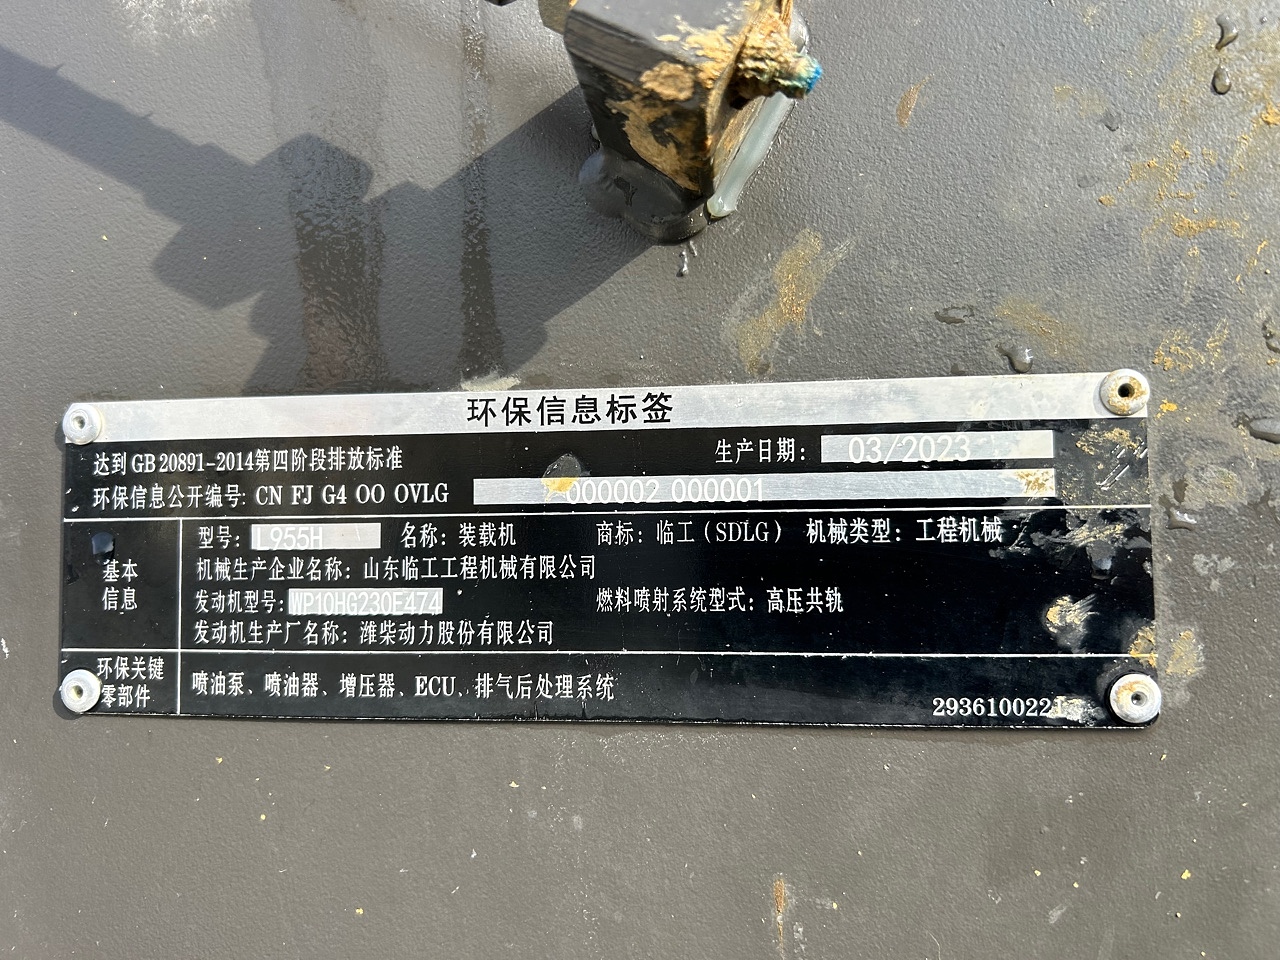 环保信息标签
达到GB 20891-2014第四阶段排放标准 生产日期: 03/2023
环保信息公开编号: CN FJ G4 OO OVLG 000002 000001
基本信息
型号: L955H 名称: 装载机 商标: 临工(SDLG) 机械类型: 工程机械
机械生产企业名称: 山东临工工程机械有限公司
发动机型号: WP10HG230E474 燃料喷射系统型式: 高压共轨
发动机生产厂名称: 潍柴动力股份有限公司
环保关键
零部件
喷油泵、喷油器、增压器、ECU、排气后处理系统